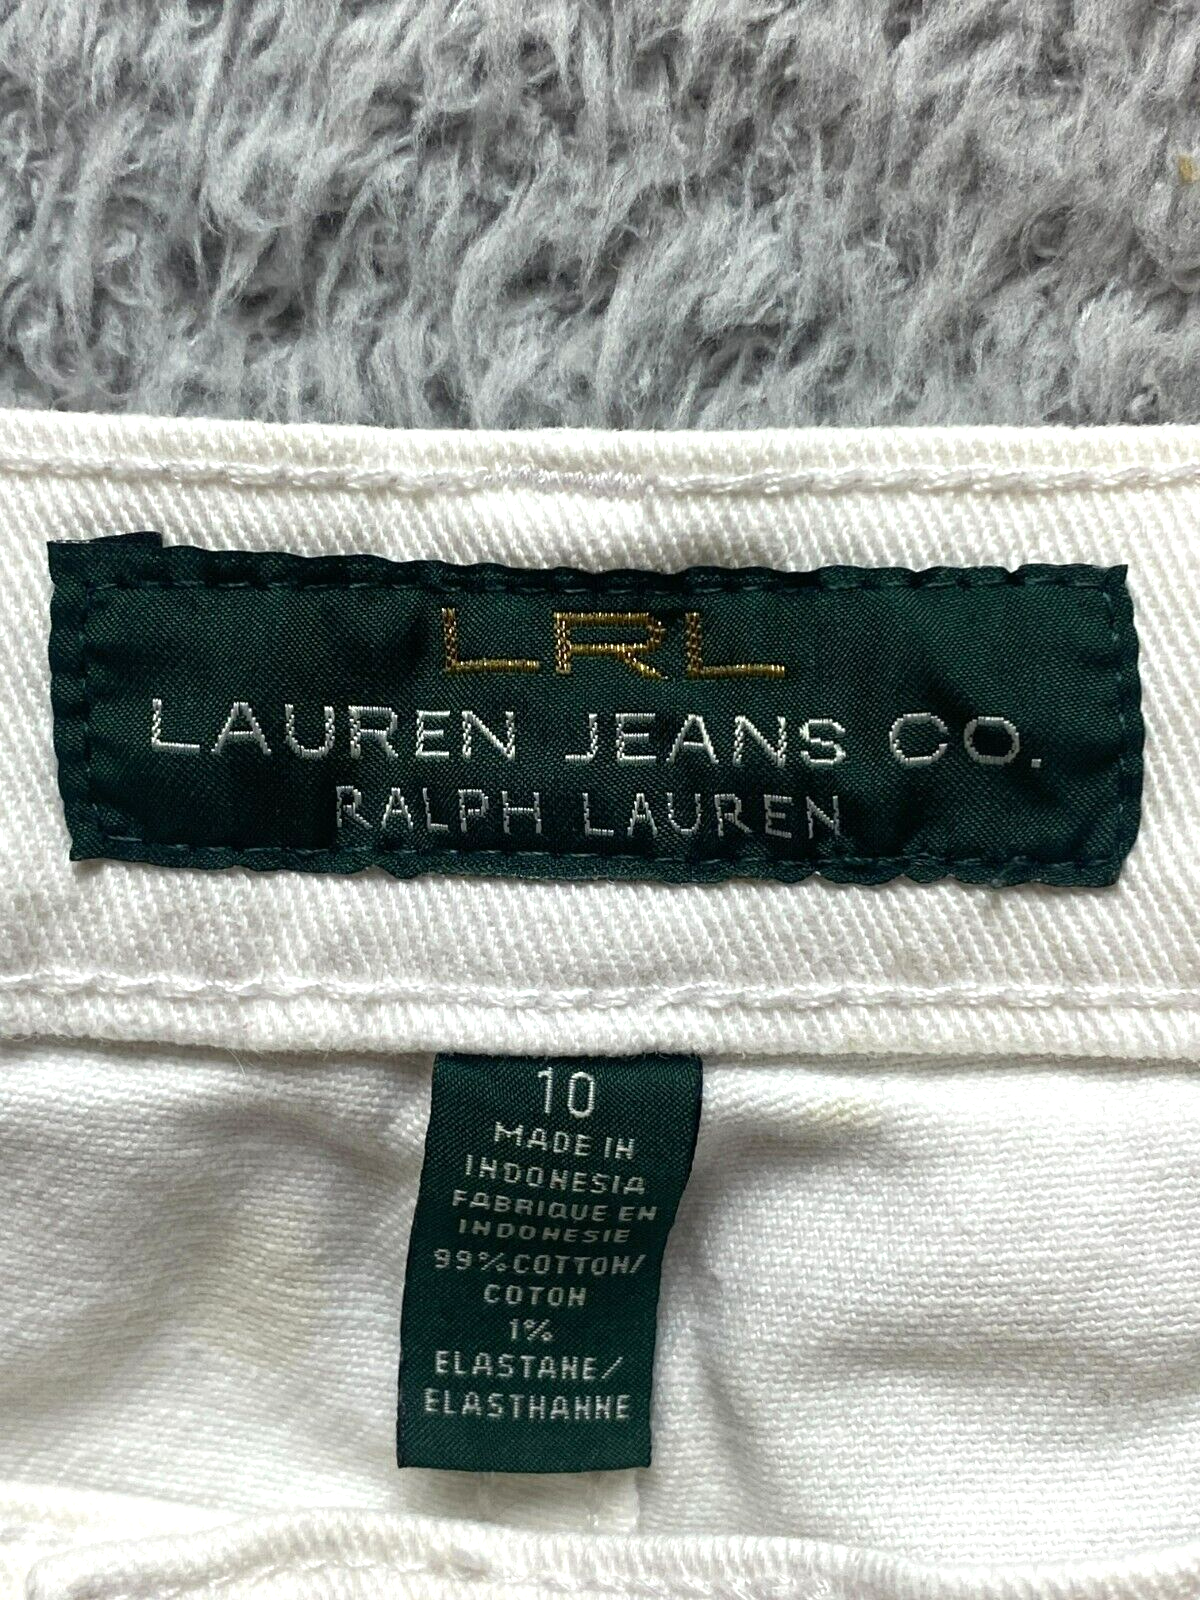 LRL
LAUREN JEANS CO.
RALPH LAUREN
10
MADE IN
INDONESIA
FABRIQUE EN
INDONESIE
99% COTTON/
COTON
1%
ELASTANE/
ELASTHANNE